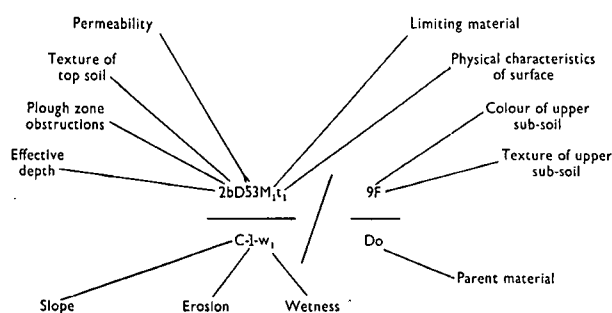 Permeability
Limiting material
Texture of
top soil
Physical characteristics
of surface
Plough zone
obstructions
Colour of upper
sub-soil
Effective
depth
Texture of upper
sub-soil
2bD53M₁t₁
9F
C-1-w₁
Do
Parent material
Slope
Erosion
Wetness